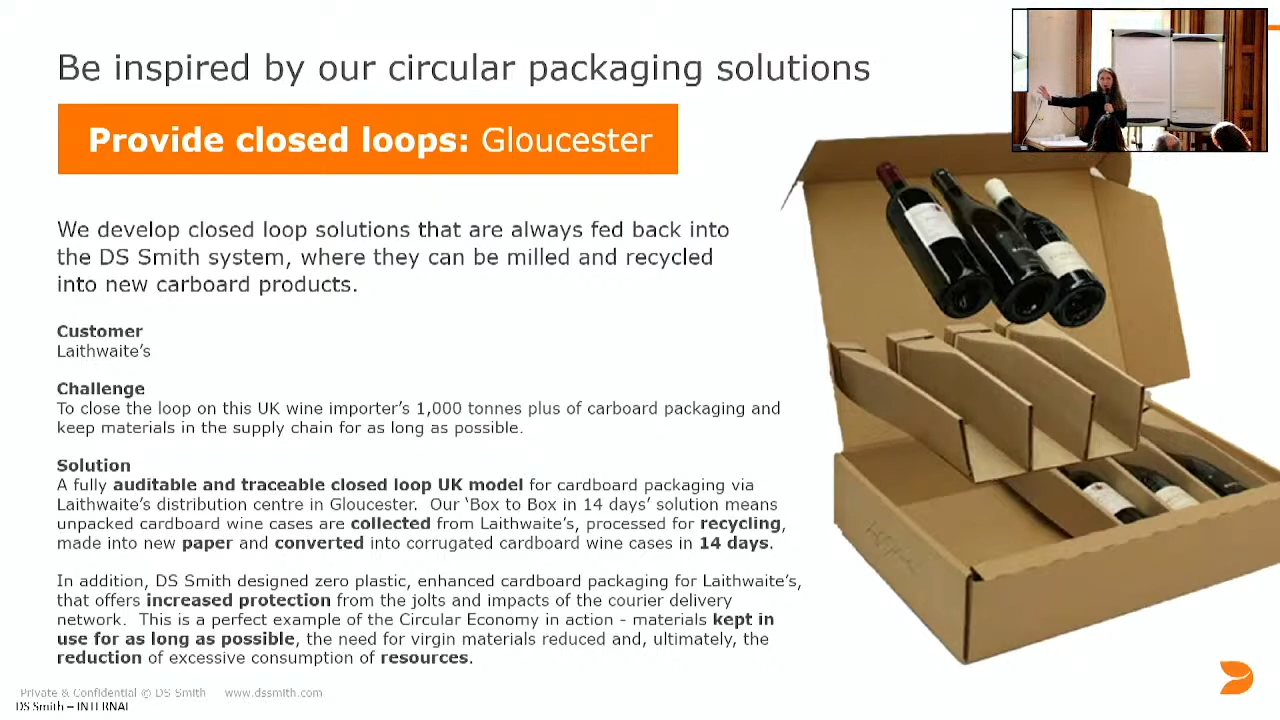 Be inspired by our circular packaging solutions
Provide closed loops: Gloucester
We develop closed loop solutions that are always fed back into
the DS Smith system, where they can be milled and recycled
into new carboard products.
Customer
Laithwaite's
Challenge
To close the loop on this UK wine importer's 1,000 tonnes plus of carboard packaging and
keep materials in the supply chain for as long as possible.
Solution
A fully auditable and traceable closed loop UK model for cardboard packaging via
Laithwaite's distribution centre in Gloucester. Our 'Box to Box in 14 days' solution means
unpacked cardboard wine cases are collected from Laithwaite's, processed for recycling,
made into new paper and converted into corrugated cardboard wine cases in 14 days.
In addition, DS Smith designed zero plastic, enhanced cardboard packaging for Laithwaite's,
that offers increased protection from the jolts and impacts of the courier delivery
network. This is a perfect example of the Circular Economy in action - materials kept in
use for as long as possible, the need for virgin materials reduced and, ultimately, the
reduction of excessive consumption of resources.
Private & Confidential © DS Smith www.dssmith.com
DS Smith – INTERNAL